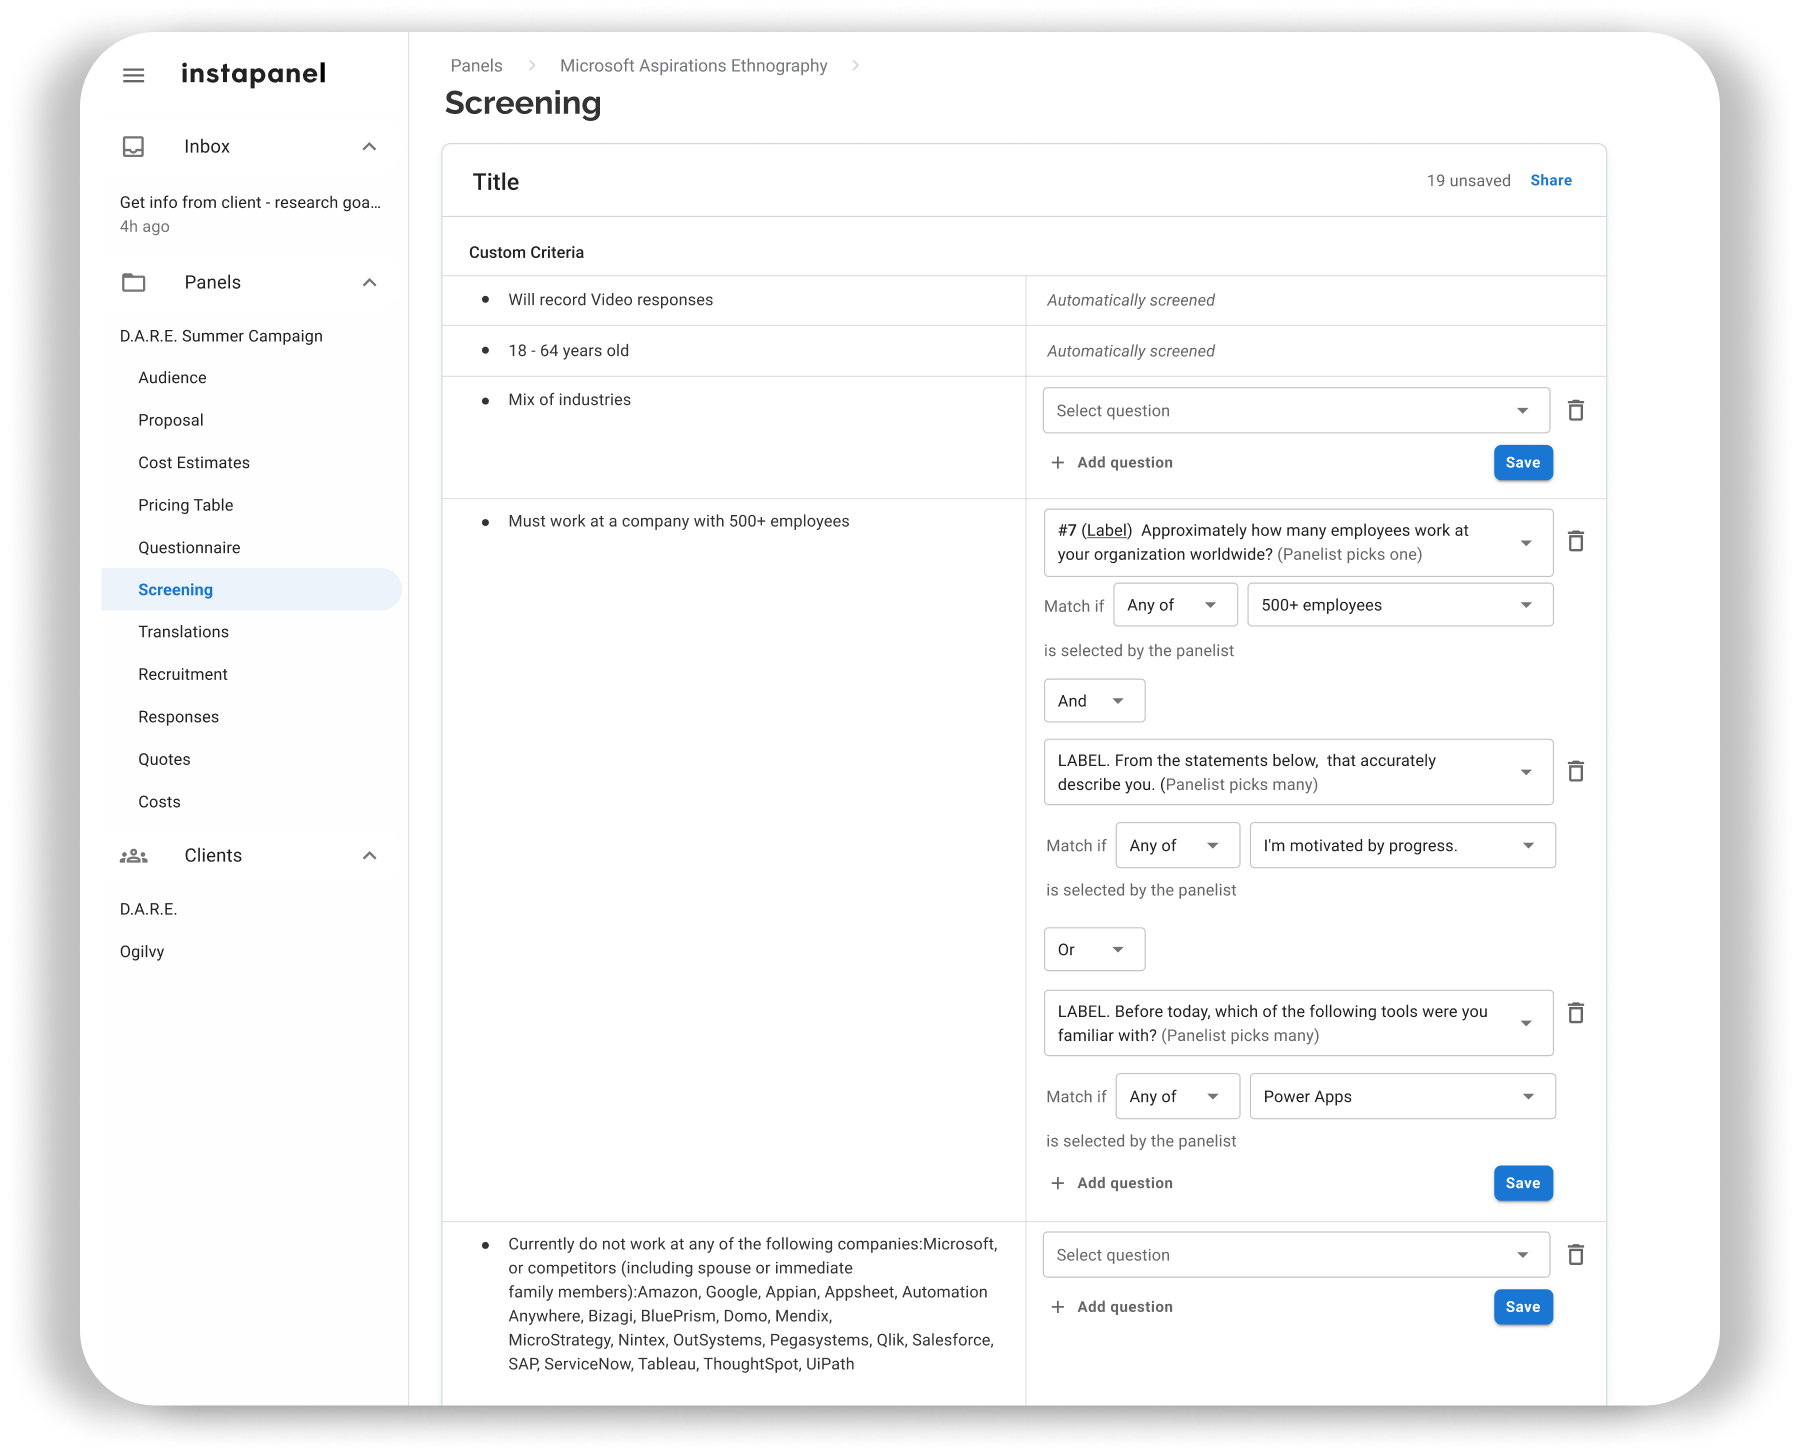 instapanel
Inbox
Get info from client - research goa...
4h ago
Panels
D.A.R.E. Summer Campaign
Audience
Proposal
Cost Estimates
Pricing Table
Questionnaire
Screening
Translations
Recruitment
Responses
Quotes
Costs
Clients
D.A.R.E.
Ogilvy
Panels
Microsoft Aspirations Ethnography
Screening
Title
19 unsaved
Share
Custom Criteria
Will record Video responses
Automatically screened
18 - 64 years old
Automatically screened
Mix of industries
Select question
Add question
Save
Must work at a company with 500+ employees
#7 (Label) Approximately how many employees work at
your organization worldwide? (Panelist picks one)
Match if
Any of
500+ employees
is selected by the panelist
And
LABEL. From the statements below, that accurately
describe you. (Panelist picks many)
Match if
Any of
I'm motivated by progress.
is selected by the panelist
Or
LABEL. Before today, which of the following tools were you
familiar with? (Panelist picks many)
Match if
Any of
Power Apps
is selected by the panelist
Add question
Save
Currently do not work at any of the following companies:Microsoft,
or competitors (including spouse or immediate
family members):Amazon, Google, Appian, Appsheet, Automation
Anywhere, Bizagi, BluePrism, Domo, Mendix,
MicroStrategy, Nintex, OutSystems, Pegasystems, Qlik, Salesforce,
SAP, ServiceNow, Tableau, ThoughtSpot, UiPath
Select question
Add question
Save